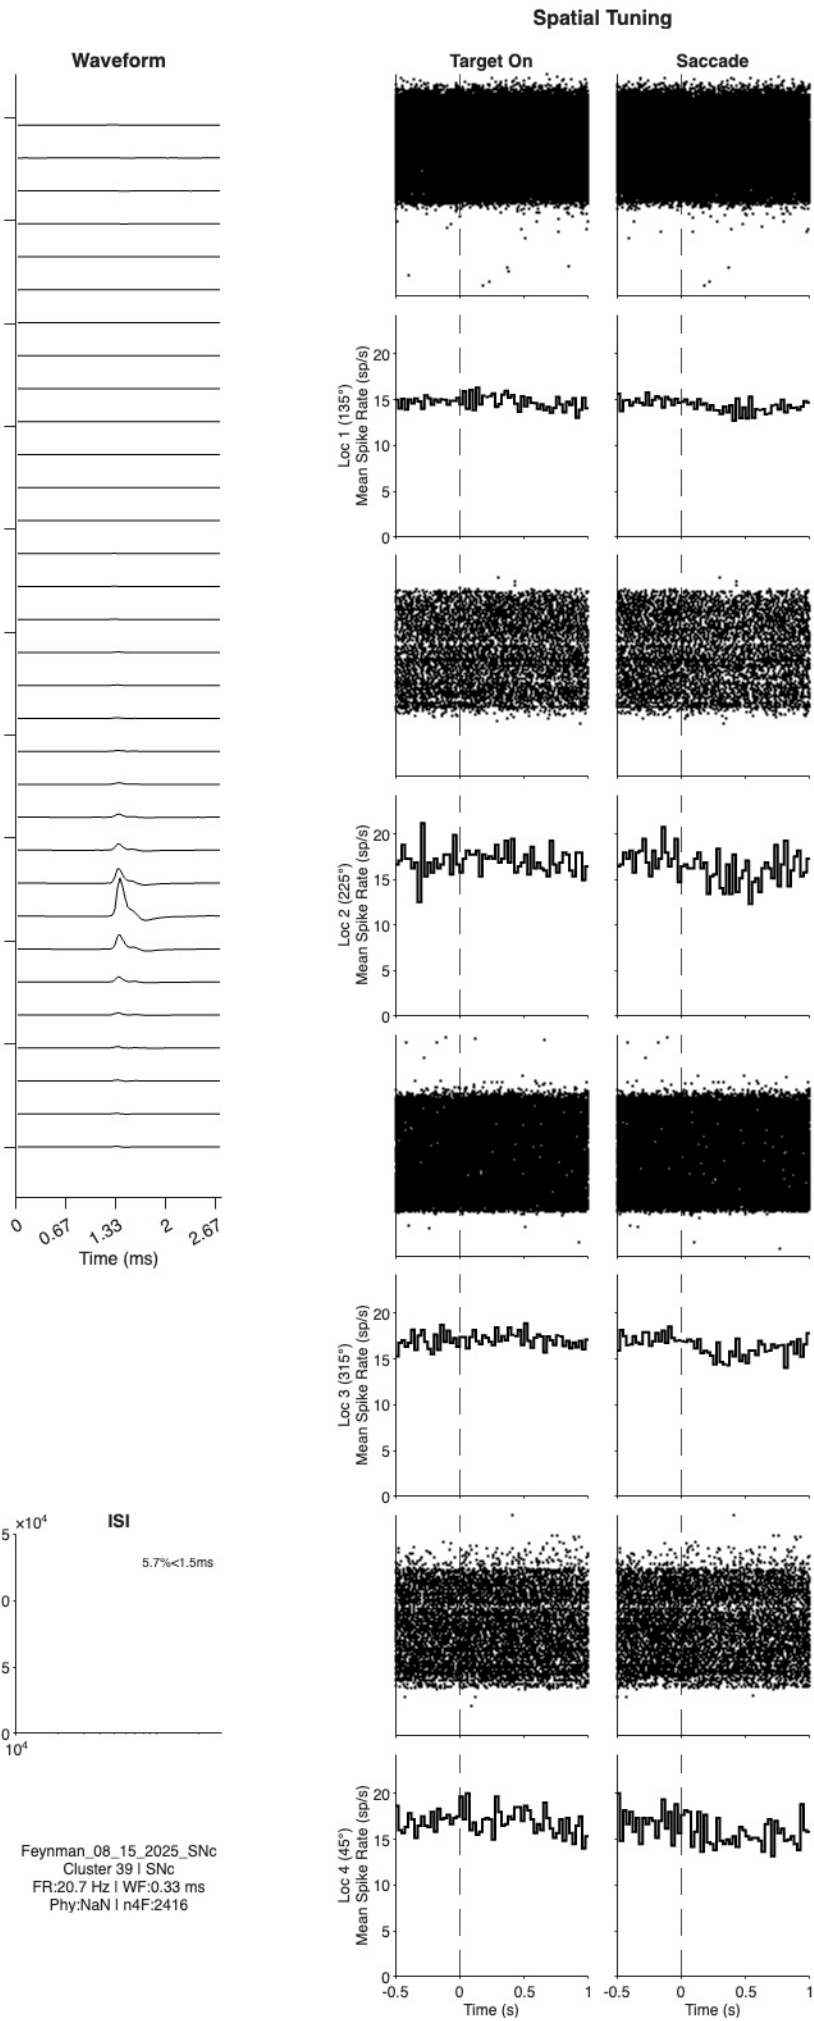 Spatial Tuning
Waveform
Target On
Saccade
20
15
10
5
0
Loc 1 (135°)
Mean Spike Rate (sp/s)
20
15
10
5
0
Loc 2 (225°)
Mean Spike Rate (sp/s)
0
0.67
1.33
2
2.67
Time (ms)
20
15
10
5
0
Loc 3 (315°)
Mean Spike Rate (sp/s)
ISI
×10⁴
5
0
5
0
10⁴
5.7%<1.5ms
20
15
10
5
0
Loc 4 (45°)
Mean Spike Rate (sp/s)
Feynman_08_15_2025_SNc
Cluster 39 | SNc
FR:20.7 Hz | WF:0.33 ms
Phy:NaN | n4F:2416
-0.5
0
0.5
1
Time (s)
-0.5
0
0.5
1
Time (s)